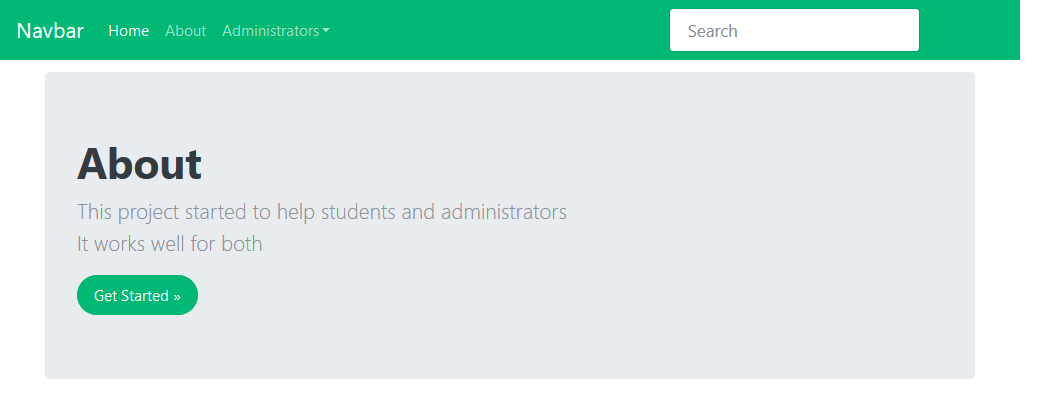 Navbar Home About Administrators Search
About
This project started to help students and administrators
It works well for both
Get Started »